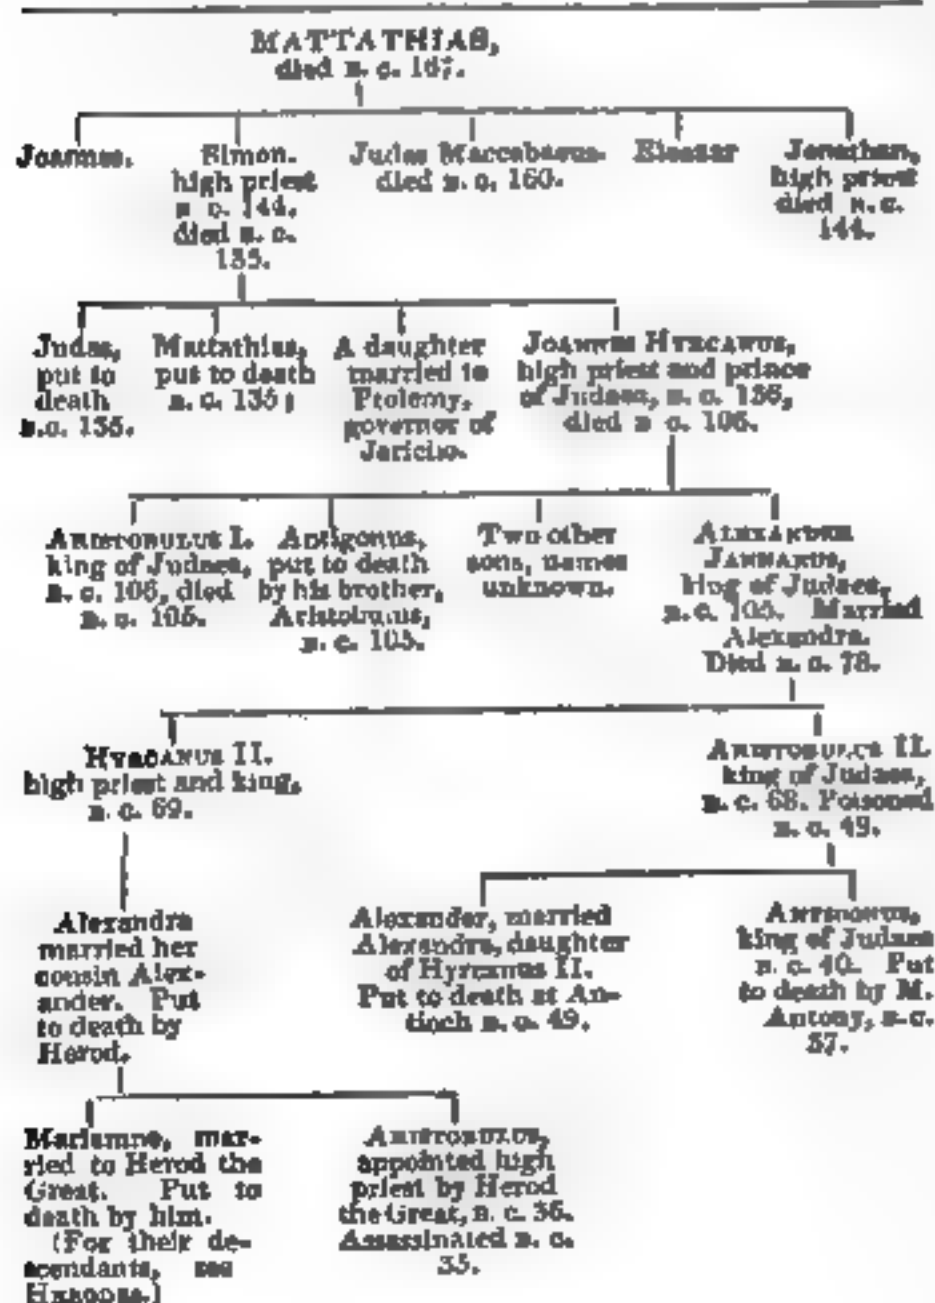 MATTATHIAS,
died B. C. 167.
Joannes.
Simon.
high priest
B. C. 144,
died B. C.
135.
Judas Maccabaeus.
died B. C. 160.
Eleazar
Jonathan,
high priest
died B. C.
144.
Judas,
put to
death
B.C. 135.
Mattathias,
put to death
B. C. 135;
A daughter
married to
Ptolemy,
governor of
Jericho.
JOANNES HYRCANUS,
high priest and prince
of Judaea, B. C.
died B C. 106.
ARISTOBULUS I.
king of Judaea,
B. C. 106, died
B. C. 105.
Antigonus,
put to death
by his brother,
Aristobulus,
B. C. 105.
Two other
sons, names
unknown.
ALEXANDER
JANNAEUS,
king of Judaea,
B. C. 105. Married
Alexandra.
Died B. C. 78.
HYRCANUS II.
high priest and king,
B. C. 69.
ARISTOBULUS II.
king of Judaea,
B. C. 68. Poisoned
B. C. 49.
Alexandra
married her
cousin Alex-
ander. Put
to death by
Herod.
Alexander, married
Alexandra, daughter
of Hyrcanus II.
Put to death at An-
tioch B. C. 49.
ANTIGONUS,
king of Judaea
B. C. 40. Put
to death by M.
Antony, B.C.
37.
Mariamne, mar-
ried to Herod the
Great. Put to
death by him.
(For their de-
scendants, see
HERODES.)
ARISTOBULUS,
appointed high
priest by Herod
the Great, B. C. 36.
Assassinated B. C.
35.